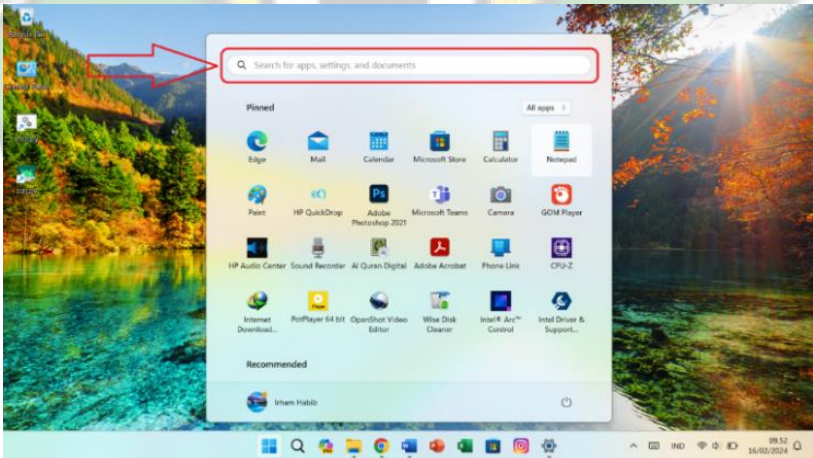 Search for apps, settings, and documents
Pinned
All apps
Edge
Mail
Calendar
Microsoft Store
Calculator
Notepad
Paint
HP QuickDrop
Adobe
Photoshop 2021
Microsoft Teams
Camera
GOM Player
HP Audio Center
Sound Recorder
Al Quran Digital
Adobe Acrobat
Phone Link
CPU-Z
Internet
Download...
PotPlayer 64 bit
OpenShot Video
Editor
Wise Disk
Cleaner
Intel® Arc™
Control
Intel Driver &
Support...
Recommended
Irham Habib
IND
09.52
16/02/2024